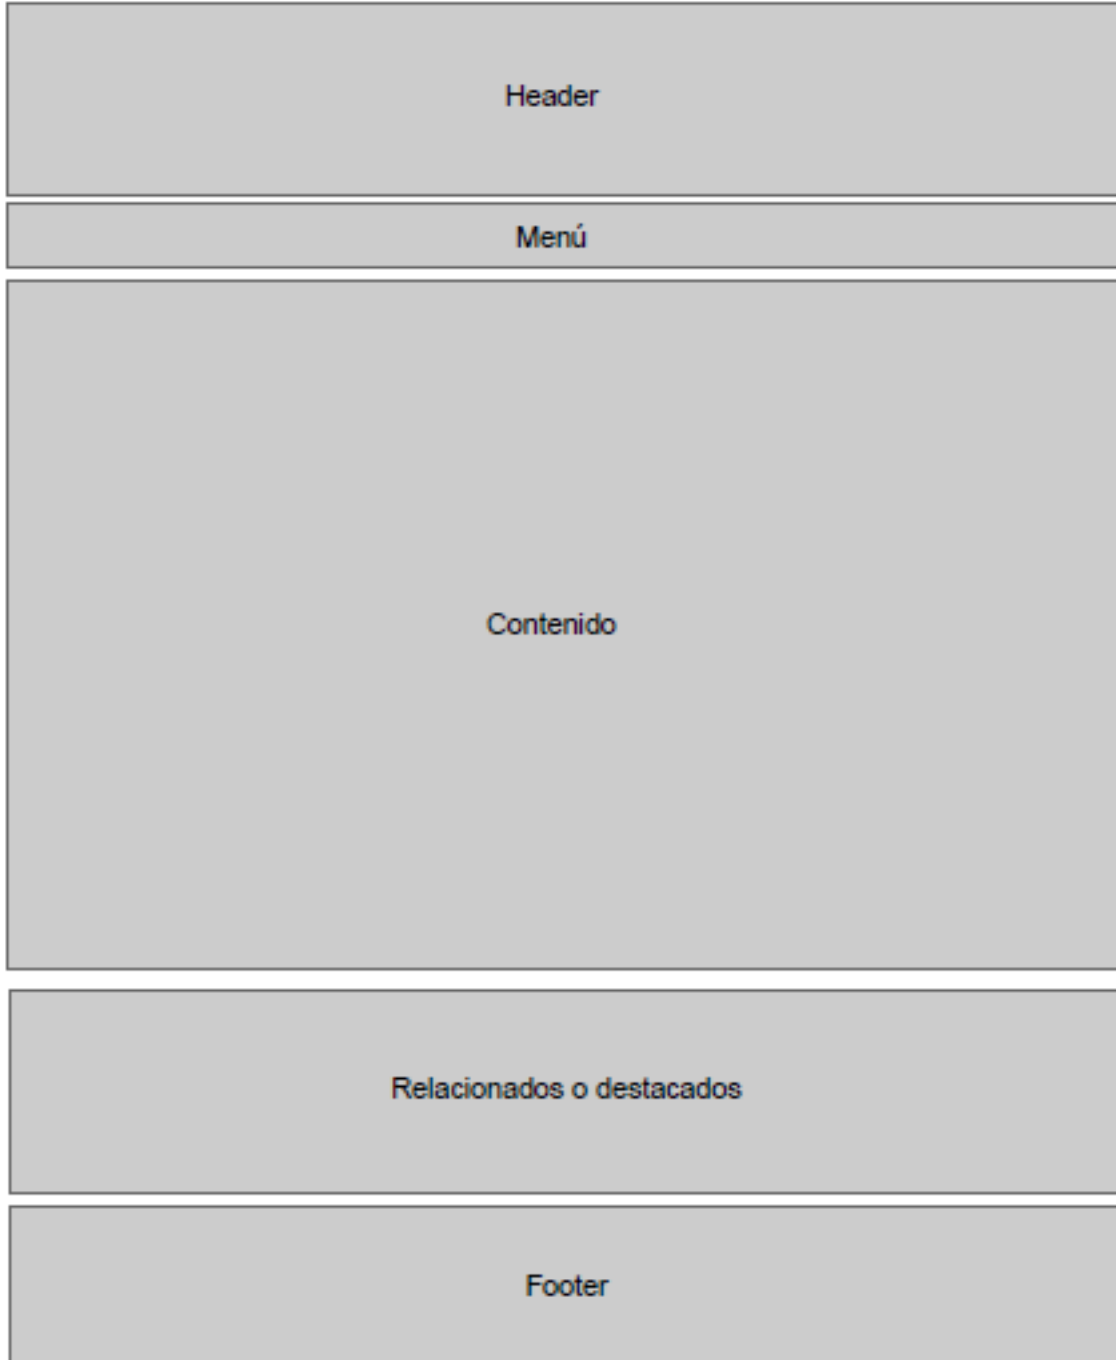 Header
Menú
Contenido
Relacionados o destacados
Footer